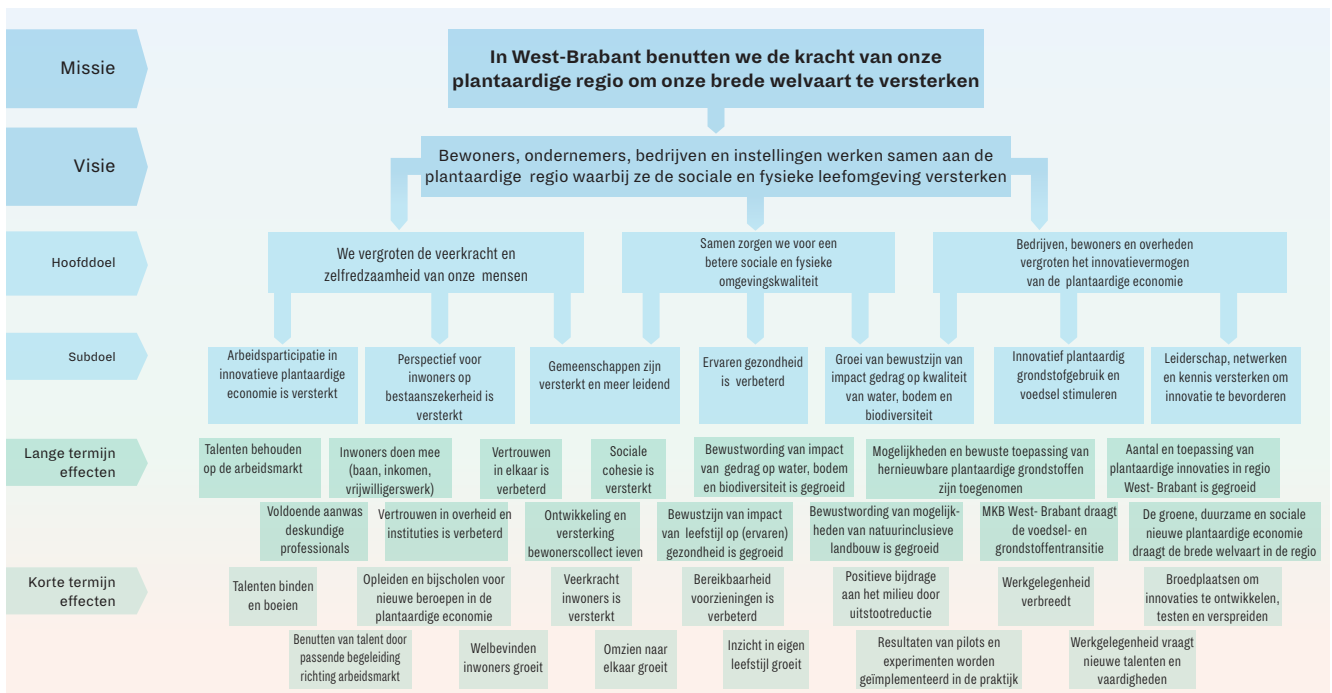 Missie
In West-Brabant benutten we de kracht van onze
plantaardige regio om onze brede welvaart te versterken
Visie
Bewoners, ondernemers, bedrijven en instellingen werken samen aan de
plantaardige regio waarbij ze de sociale en fysieke leefomgeving versterken
Hoofddoel
We vergroten de veerkracht en
zelfredzaamheid van onze mensen
Samen zorgen we voor een
betere sociale en fysieke
omgevingskwaliteit
Bedrijven, bewoners en overheden
vergroten het innovatievermogen
van de plantaardige economie
Subdoel
Arbeidsparticipatie in
innovatieve plantaardige
economie is versterkt
Perspectief voor
inwoners op
bestaanszekerheid is
versterkt
Gemeenschappen zijn
versterkt en meer leidend
Ervaren gezondheid
is verbeterd
Groei van bewustzijn van
impact gedrag op kwaliteit
van water, bodem en
biodiversiteit
Innovatief plantaardig
grondstofgebruik en
voedsel stimuleren
Leiderschap, netwerken
en kennis versterken om
innovatie te bevorderen
Lange termijn
effecten
Talenten behouden
op de arbeidsmarkt
Inwoners doen mee
(baan, inkomen,
vrijwilligerswerk)
Vertrouwen
in elkaar is
verbeterd
Sociale
cohesie is
versterkt
Bewustwording van impact
van gedrag op water, bodem
en biodiversiteit is gegroeid
Mogelijkheden en bewuste toepassing van
hernieuwbare plantaardige grondstoffen
zijn toegenomen
Aantal en toepassing van
plantaardige innovaties in regio
West- Brabant is gegroeid
Voldoende aanwas
deskundige
professionals
Vertrouwen in overheid en
instituties is verbeterd
Ontwikkeling en
versterking
bewonerscollect ieven
Bewustzijn van impact
van leefstijl op (ervaren)
gezondheid is gegroeid
Bewustwording van mogelijk-
heden van natuurinclusieve
landbouw is gegroeid
MKB West- Brabant draagt
de voedsel- en
grondstoffentransitie
De groene, duurzame en sociale
nieuwe plantaardige economie
draagt de brede welvaart in de regio
Korte termijn
effecten
Talenten binden
en boeien
Opleiden en bijscholen voor
nieuwe beroepen in de
plantaardige economie
Veerkracht
inwoners is
versterkt
Bereikbaarheid
voorzieningen is
verbeterd
Positieve bijdrage
aan het milieu door
uitstootreductie
Werkgelegenheid
verbreedt
Broedplaatsen om
innovaties te ontwikkelen,
testen en verspreiden
Benutten van talent door
passende begeleiding
richting arbeidsmarkt
Welbevinden
inwoners groeit
Omzien naar
elkaar groeit
Inzicht in eigen
leefstijl groeit
Resultaten van pilots en
experimenten worden
geïmplementeerd in de praktijk
Werkgelegenheid vraagt
nieuwe talenten en
vaardigheden